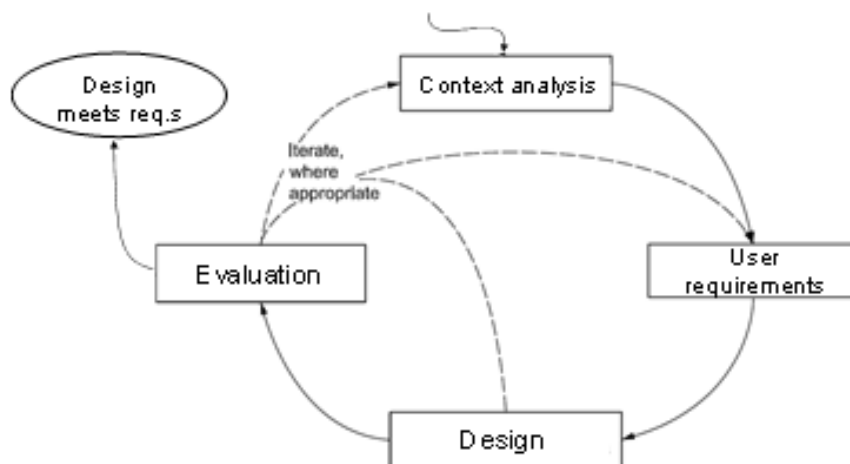 Context analysis
Design
meets req.s
Iterate,
where
appropriate
Evaluation
User
requirements
Design